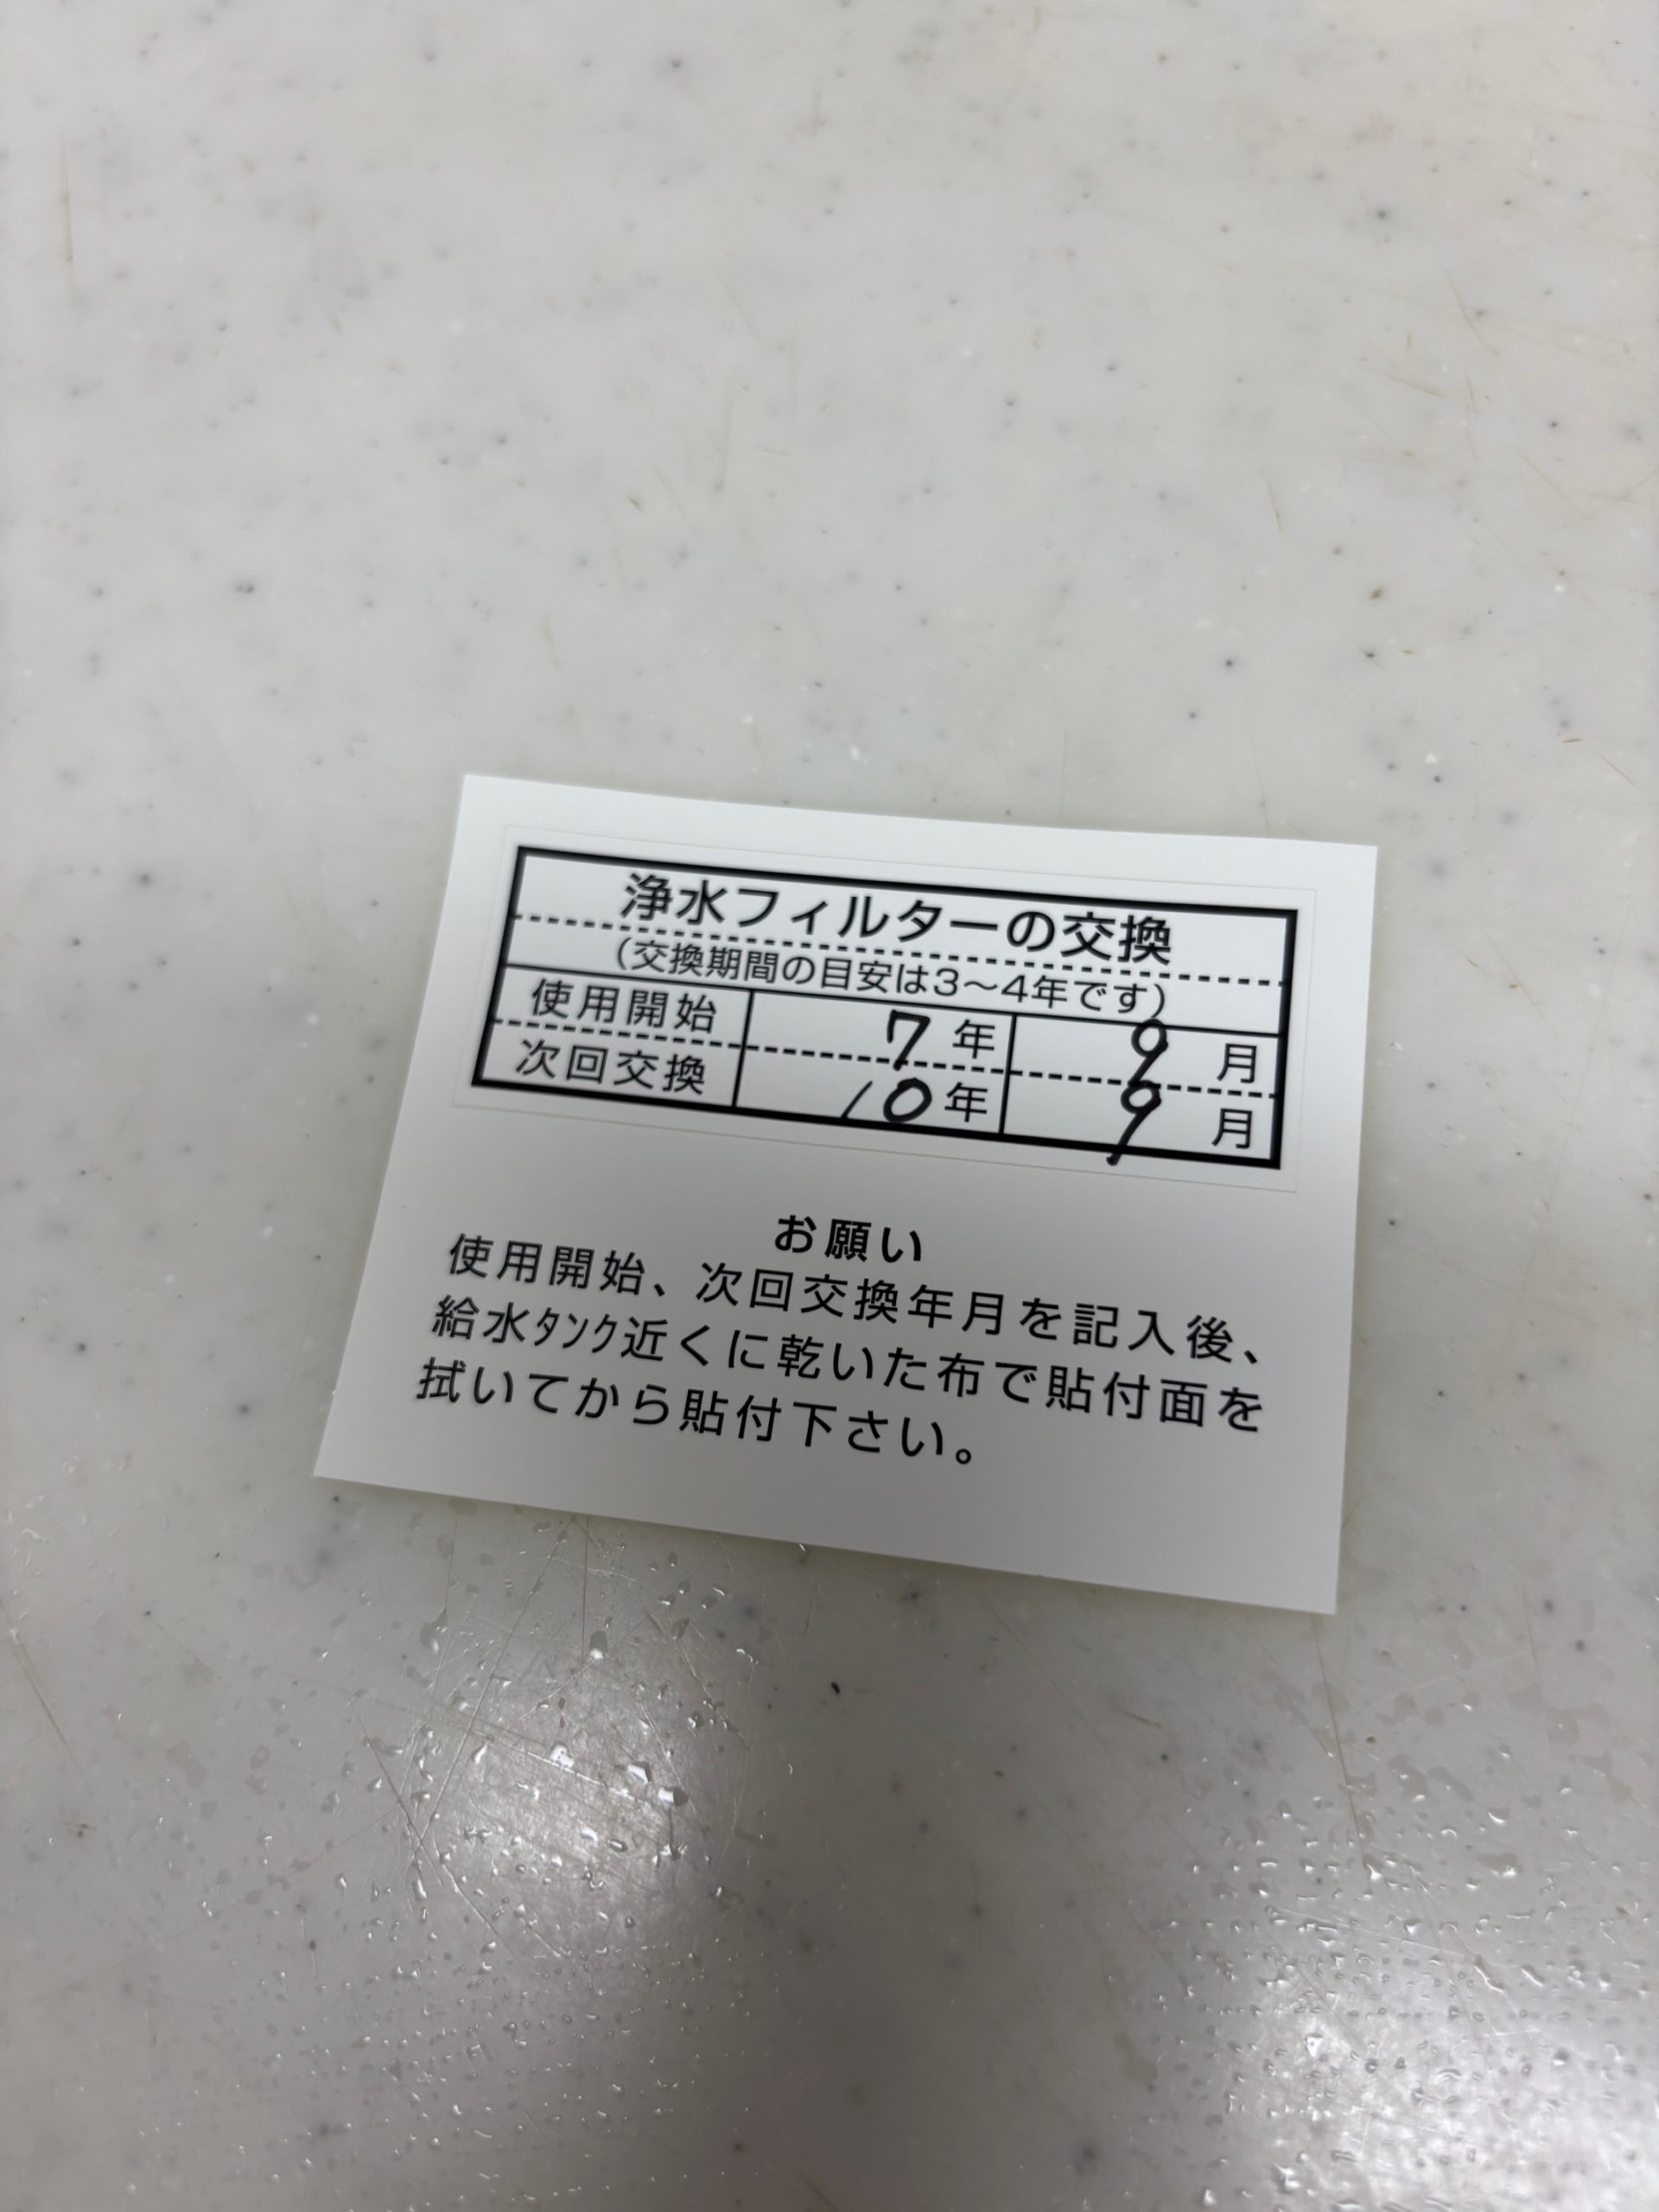 浄水フィルターの交換
(交換期間の目安は3～4年です)
使用開始 7年 9月
次回交換 10年 9月
お願い
使用開始、次回交換年月を記入後、
給水ﾀﾝｸ近くに乾いた布で貼付面を
拭いてから貼付下さい。